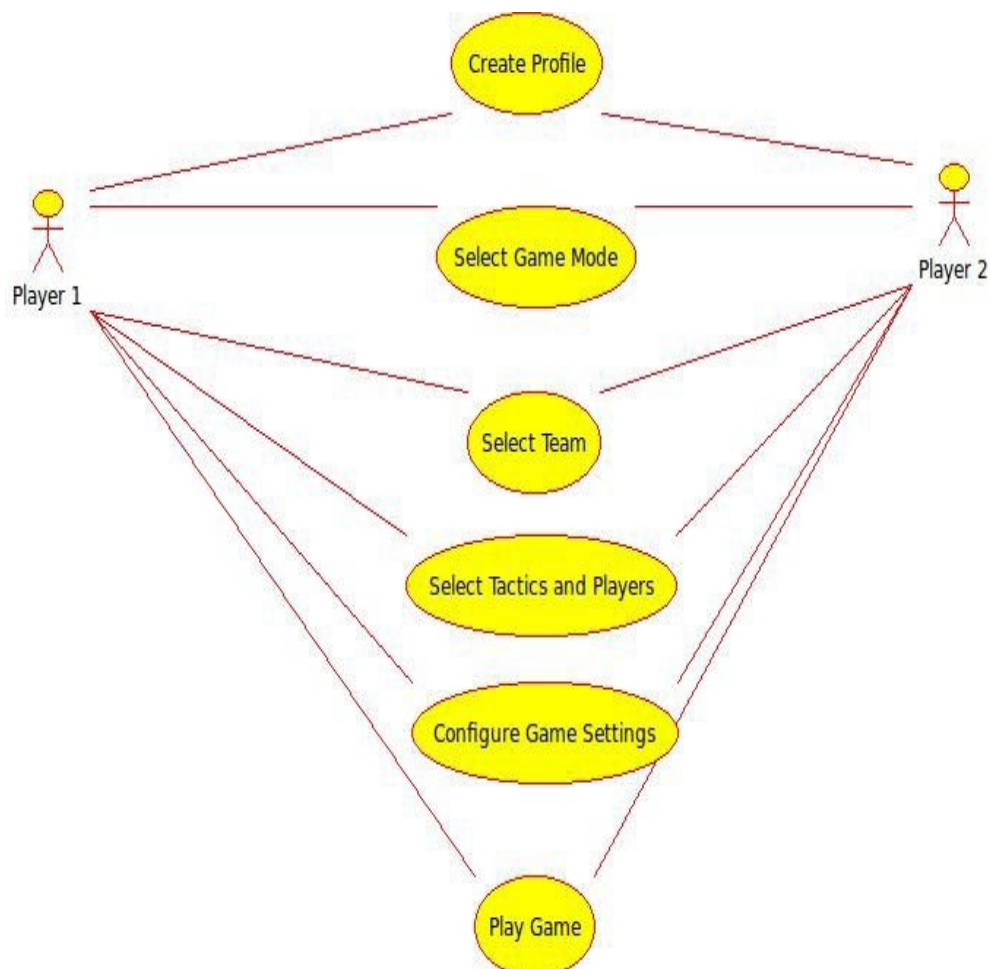 Create Profile
Select Game Mode
Player 1
Player 2
Select Team
Select Tactics and Players
Configure Game Settings
Play Game